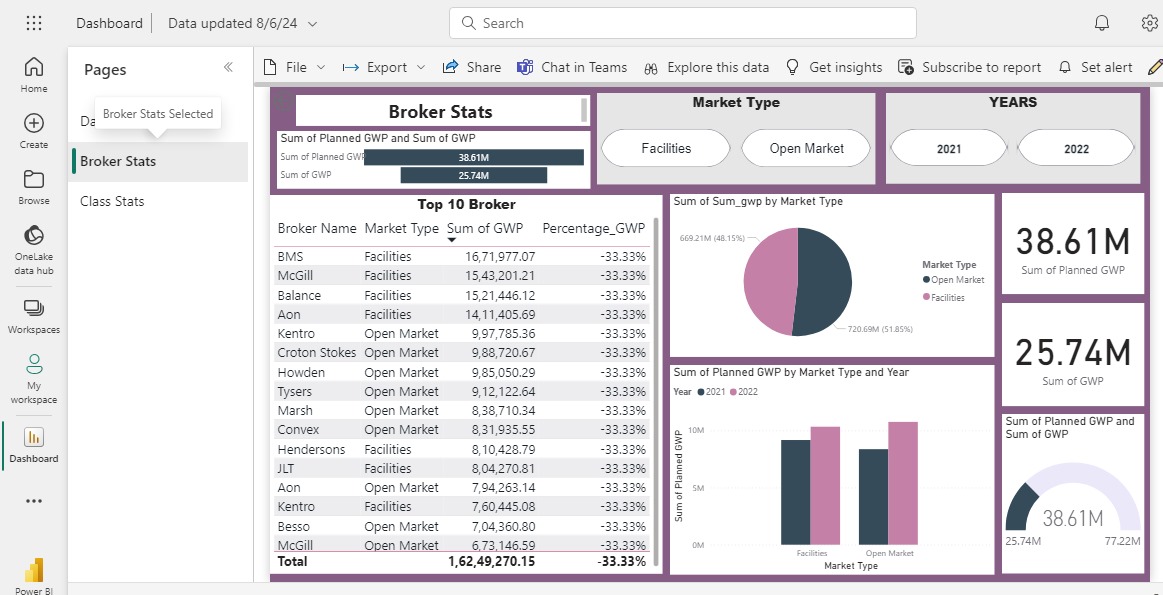 Dashboard
Data updated 8/6/24
Search
Home
Create
Browse
OneLake
data hub
Workspaces
My
workspace
Dashboard
Power BI
Pages
Da
Broker Stats Selected
Broker Stats
Class Stats
File
Export
Share
Chat in Teams
Explore this data
Get insights
Subscribe to report
Set alert
Broker Stats
Sum of Planned GWP and Sum of GWP
Sum of Planned GWP 38.61M
Sum of GWP 25.74M
Market Type
Facilities
Open Market
YEARS
2021
2022
Top 10 Broker
Broker Name Market Type Sum of GWP Percentage_GWP
BMS Facilities 16,71,977.07 -33.33%
McGill Facilities 15,43,201.21 -33.33%
Balance Facilities 15,21,446.12 -33.33%
Aon Facilities 14,11,405.69 -33.33%
Kentro Open Market 9,97,785.36 -33.33%
Croton Stokes Open Market 9,88,720.67 -33.33%
Howden Open Market 9,85,050.29 -33.33%
Tysers Open Market 9,12,122.64 -33.33%
Marsh Open Market 8,38,710.34 -33.33%
Convex Open Market 8,31,935.55 -33.33%
Hendersons Facilities 8,10,428.79 -33.33%
JLT Facilities 8,04,270.81 -33.33%
Aon Open Market 7,94,263.14 -33.33%
Kentro Facilities 7,60,445.08 -33.33%
Besso Open Market 7,04,360.80 -33.33%
McGill Open Market 6,73,146.59 -33.33%
Total 1,62,49,270.15 -33.33%
Sum of Sum_gwp by Market Type
669.21M (48.15%)
720.69M (51.85%)
Market Type
Open Market
Facilities
Sum of Planned GWP by Market Type and Year
Year 2021 2022
Sum of Planned GWP
10M
5M
0M
Facilities
Open Market
Market Type
38.61M
Sum of Planned GWP
25.74M
Sum of GWP
Sum of Planned GWP and
Sum of GWP
38.61M
25.74M
77.22M